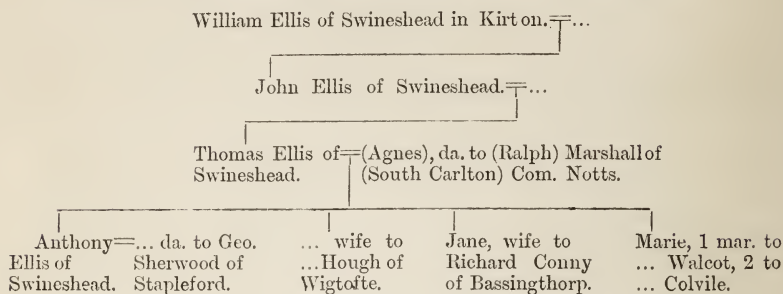 William Ellis of Swineshead in Kirton.=...
John Ellis of Swineshead.=...
Thomas Ellis of=(Agnes), da. to (Ralph) Marshall of
Swineshead. (South Carlton) Com. Notts.
Anthony=... da. to Geo. ... wife to Jane, wife to Marie, 1 mar. to
Ellis of Sherwood of ...Hough of Richard Conny ... Walcot, 2 to
Swineshead. Stapleford. Wigtofte. of Bassingthorp. ... Colvile.